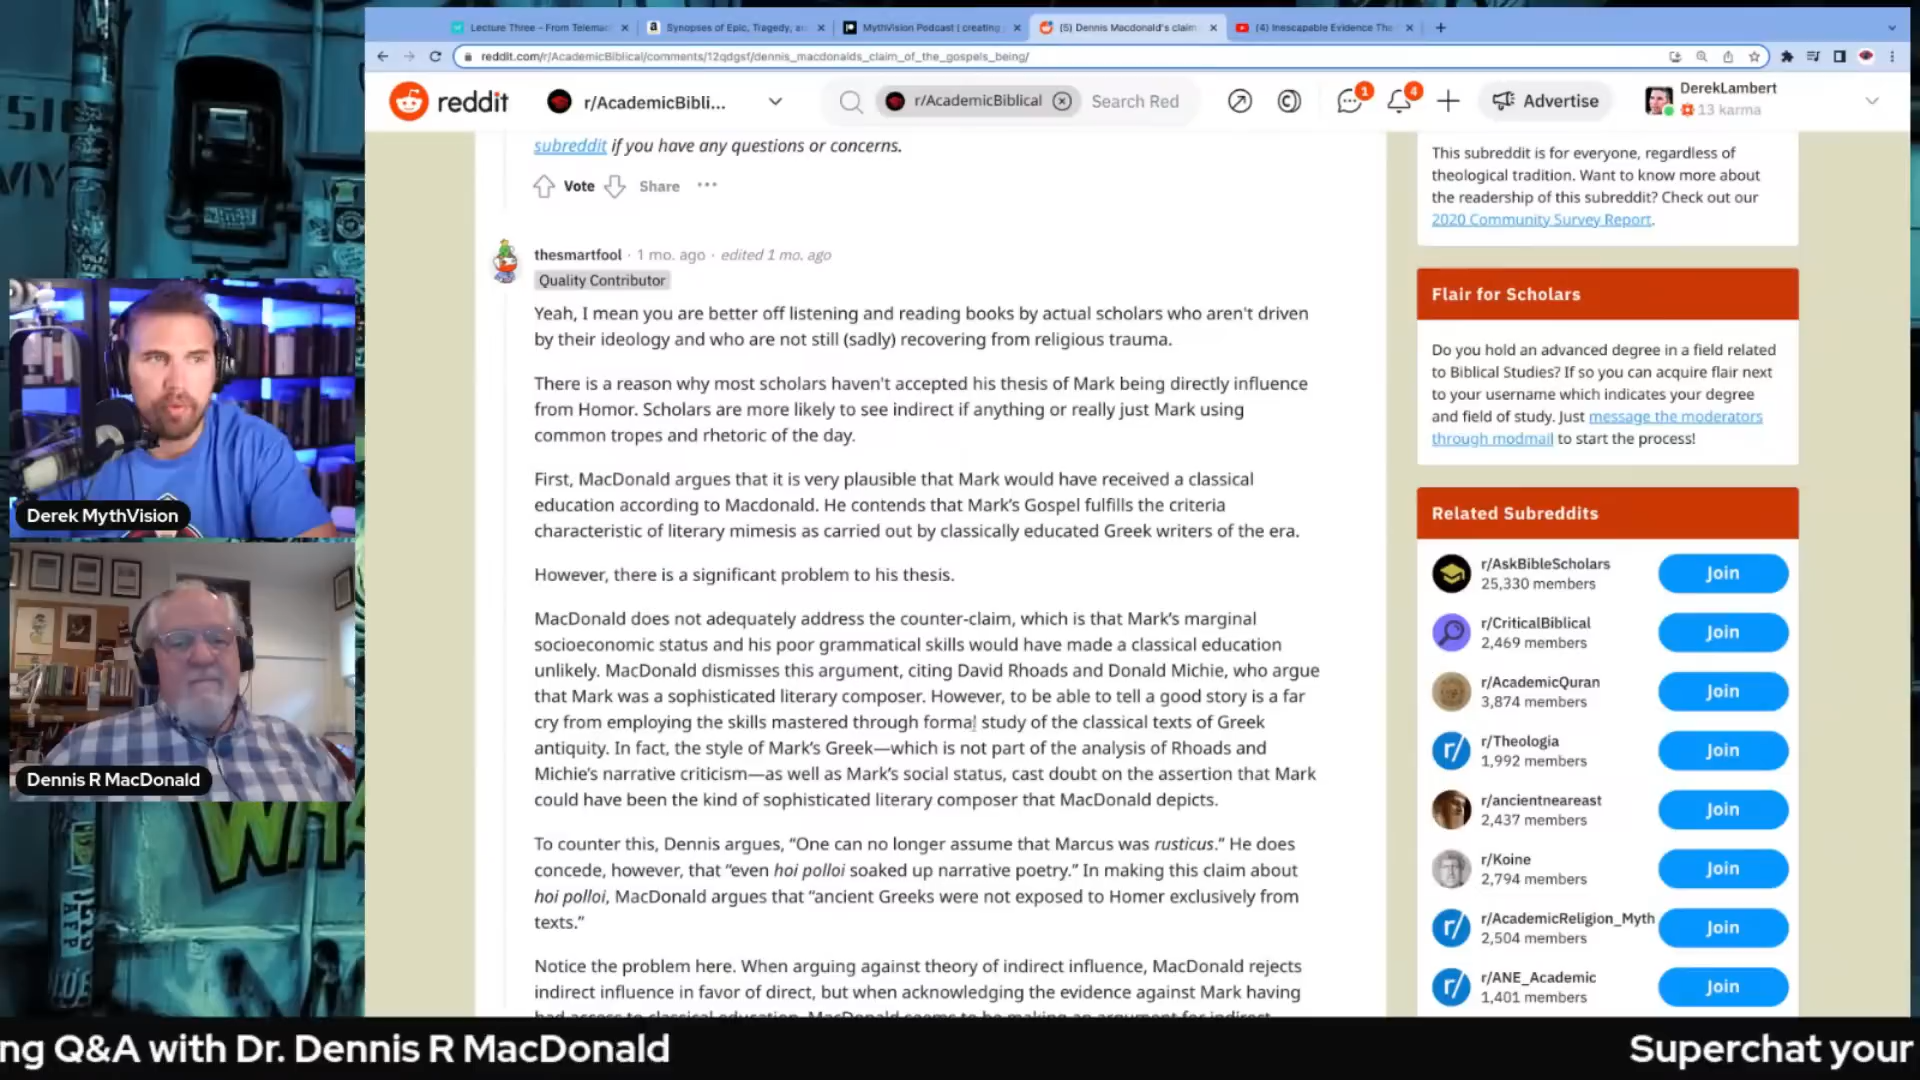 Lecture Three – From Telemac
Synopses of Epic, Tragedy, a
MythVision Podcast | creating
(5) Dennis Macdonald's claim
(4) Inescapable Evidence The
reddit.com/r/AcademicBiblical/comments/12qdgsf/dennis_macdonalds_claim_of_the_gospels_being/
reddit
r/AcademicBibli...
r/AcademicBiblical
Search Red
1
4
Advertise
DerekLambert
13 karma
subreddit if you have any questions or concerns.
Vote
Share
thesmartfool · 1 mo. ago · edited 1 mo. ago
Quality Contributor
Yeah, I mean you are better off listening and reading books by actual scholars who aren't driven
by their ideology and who are not still (sadly) recovering from religious trauma.
There is a reason why most scholars haven't accepted his thesis of Mark being directly influence
from Homor. Scholars are more likely to see indirect if anything or really just Mark using
common tropes and rhetoric of the day.
First, MacDonald argues that it is very plausible that Mark would have received a classical
education according to Macdonald. He contends that Mark's Gospel fulfills the criteria
characteristic of literary mimesis as carried out by classically educated Greek writers of the era.
However, there is a significant problem to his thesis.
MacDonald does not adequately address the counter-claim, which is that Mark's marginal
socioeconomic status and his poor grammatical skills would have made a classical education
unlikely. MacDonald dismisses this argument, citing David Rhoads and Donald Michie, who argue
that Mark was a sophisticated literary composer. However, to be able to tell a good story is a far
cry from employing the skills mastered through formal study of the classical texts of Greek
antiquity. In fact, the style of Mark's Greek—which is not part of the analysis of Rhoads and
Michie's narrative criticism—as well as Mark's social status, cast doubt on the assertion that Mark
could have been the kind of sophisticated literary composer that MacDonald depicts.
To counter this, Dennis argues, "One can no longer assume that Marcus was rusticus." He does
concede, however, that "even hoi polloi soaked up narrative poetry." In making this claim about
hoi polloi, MacDonald argues that "ancient Greeks were not exposed to Homer exclusively from
texts."
Notice the problem here. When arguing against theory of indirect influence, MacDonald rejects
indirect influence in favor of direct, but when acknowledging the evidence against Mark having
had access to classical education, MacDonald seems to be making an argument for indirect
This subreddit is for everyone, regardless of
theological tradition. Want to know more about
the readership of this subreddit? Check out our
2020 Community Survey Report.
Flair for Scholars
Do you hold an advanced degree in a field related
to Biblical Studies? If so you can acquire flair next
to your username which indicates your degree
and field of study. Just message the moderators
through modmail to start the process!
Related Subreddits
r/AskBibleScholars
25,330 members
Join
r/CriticalBiblical
2,469 members
Join
r/AcademicQuran
3,874 members
Join
r/Theologia
1,992 members
Join
r/ancientneareast
2,437 members
Join
r/Koine
2,794 members
Join
r/AcademicReligion_Myth
2,504 members
Join
r/ANE_Academic
1,401 members
Join
Derek MythVision
Dennis R MacDonald
ng Q&A with Dr. Dennis R MacDonald
Superchat your